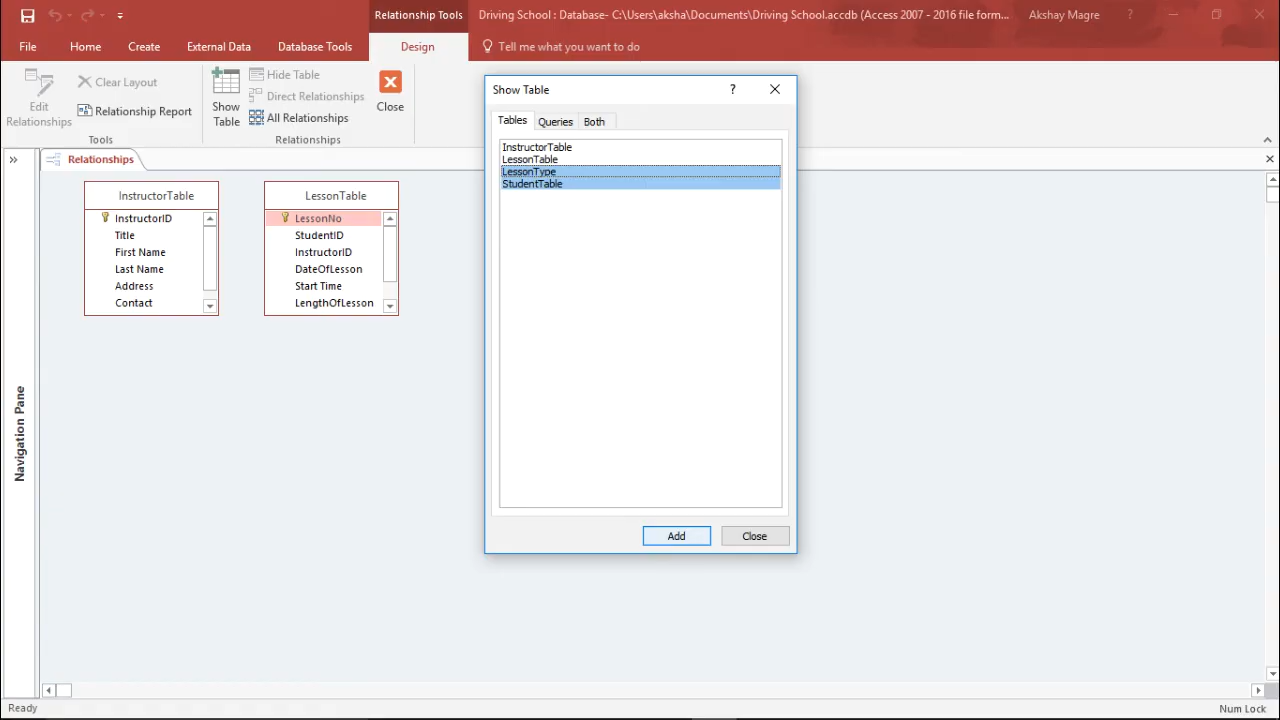 Relationship Tools
Driving School : Database- C:\Users\aksha\Documents\Driving School.accdb (Access 2007 - 2016 file form...
Akshay Magre
?
File
Home
Create
External Data
Database Tools
Design
Tell me what you want to do
Edit Relationships
Clear Layout
Relationship Report
Tools
Show Table
Hide Table
Direct Relationships
All Relationships
Relationships
Close
Relationships
Navigation Pane
InstructorTable
InstructorID
Title
First Name
Last Name
Address
Contact
LessonTable
LessonNo
StudentID
InstructorID
DateOfLesson
Start Time
LengthOfLesson
Show Table
?
Tables
Queries
Both
InstructorTable
LessonTable
LessonType
StudentTable
Add
Close
Ready
Num Lock